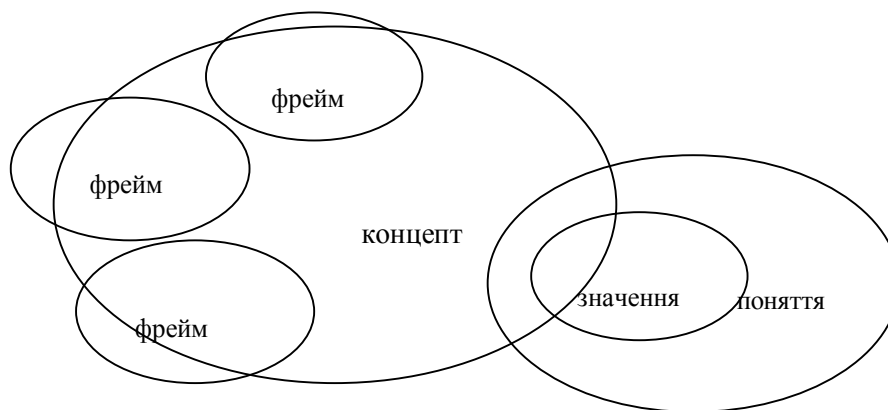 фрейм
фрейм
концепт
значення
поняття
фрейм